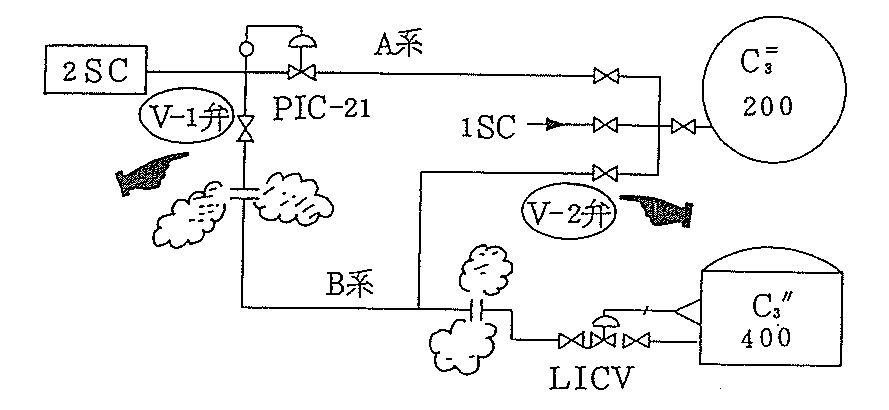 A系
2SC
C₃⁼
200
V-1弁
PIC-21
1SC
V-2弁
B系
C₃″
400
LICV